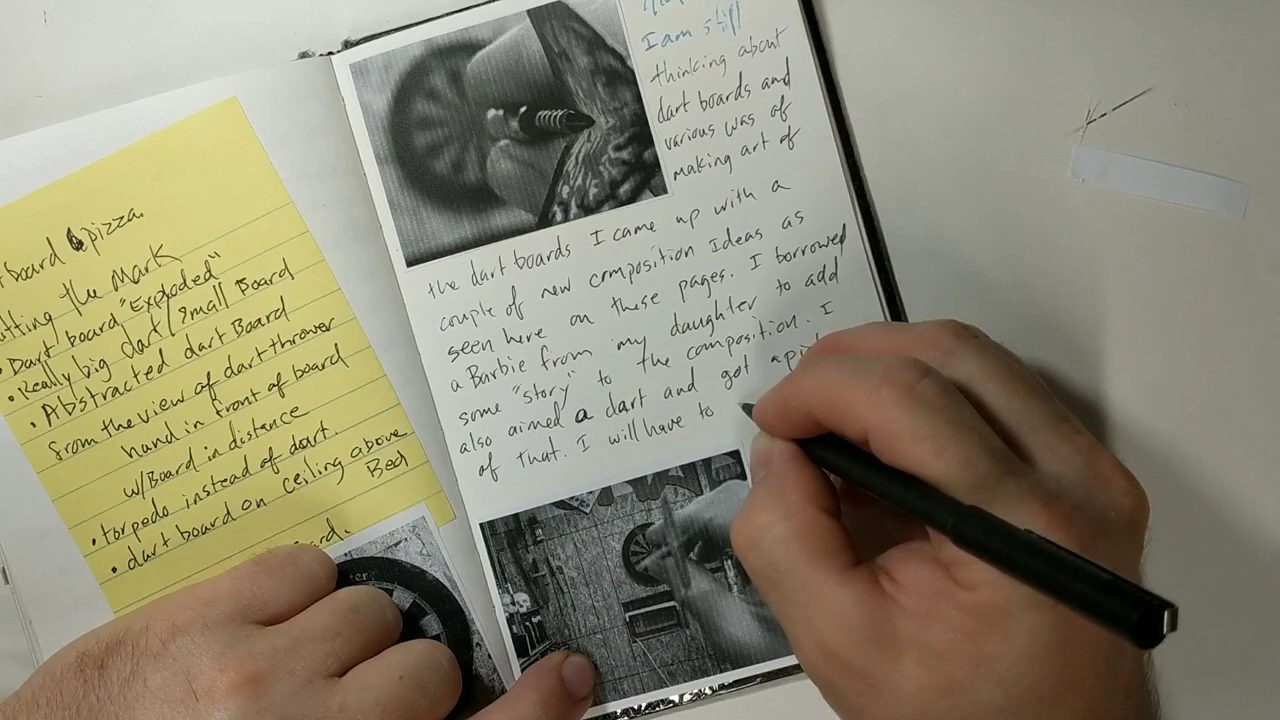 board pizza
itting the Mark
• Dart board "Exploded"
• Really big dart/small Board
• Abstracted dart Board
from the view of dart thrower
hand in front of board
w/Board in distance
• torpedo instead of dart.
• dart board on ceiling above
Bed
ard.
I am still
thinking about
dart boards and
various was of
making art of
the dart boards I came up with a
couple of new composition Ideas as
seen here on these pages. I borrowed
a Barbie from my daughter to add
some "story" to the composition. I
also aimed a dart and got a
of that. I will have to
ter